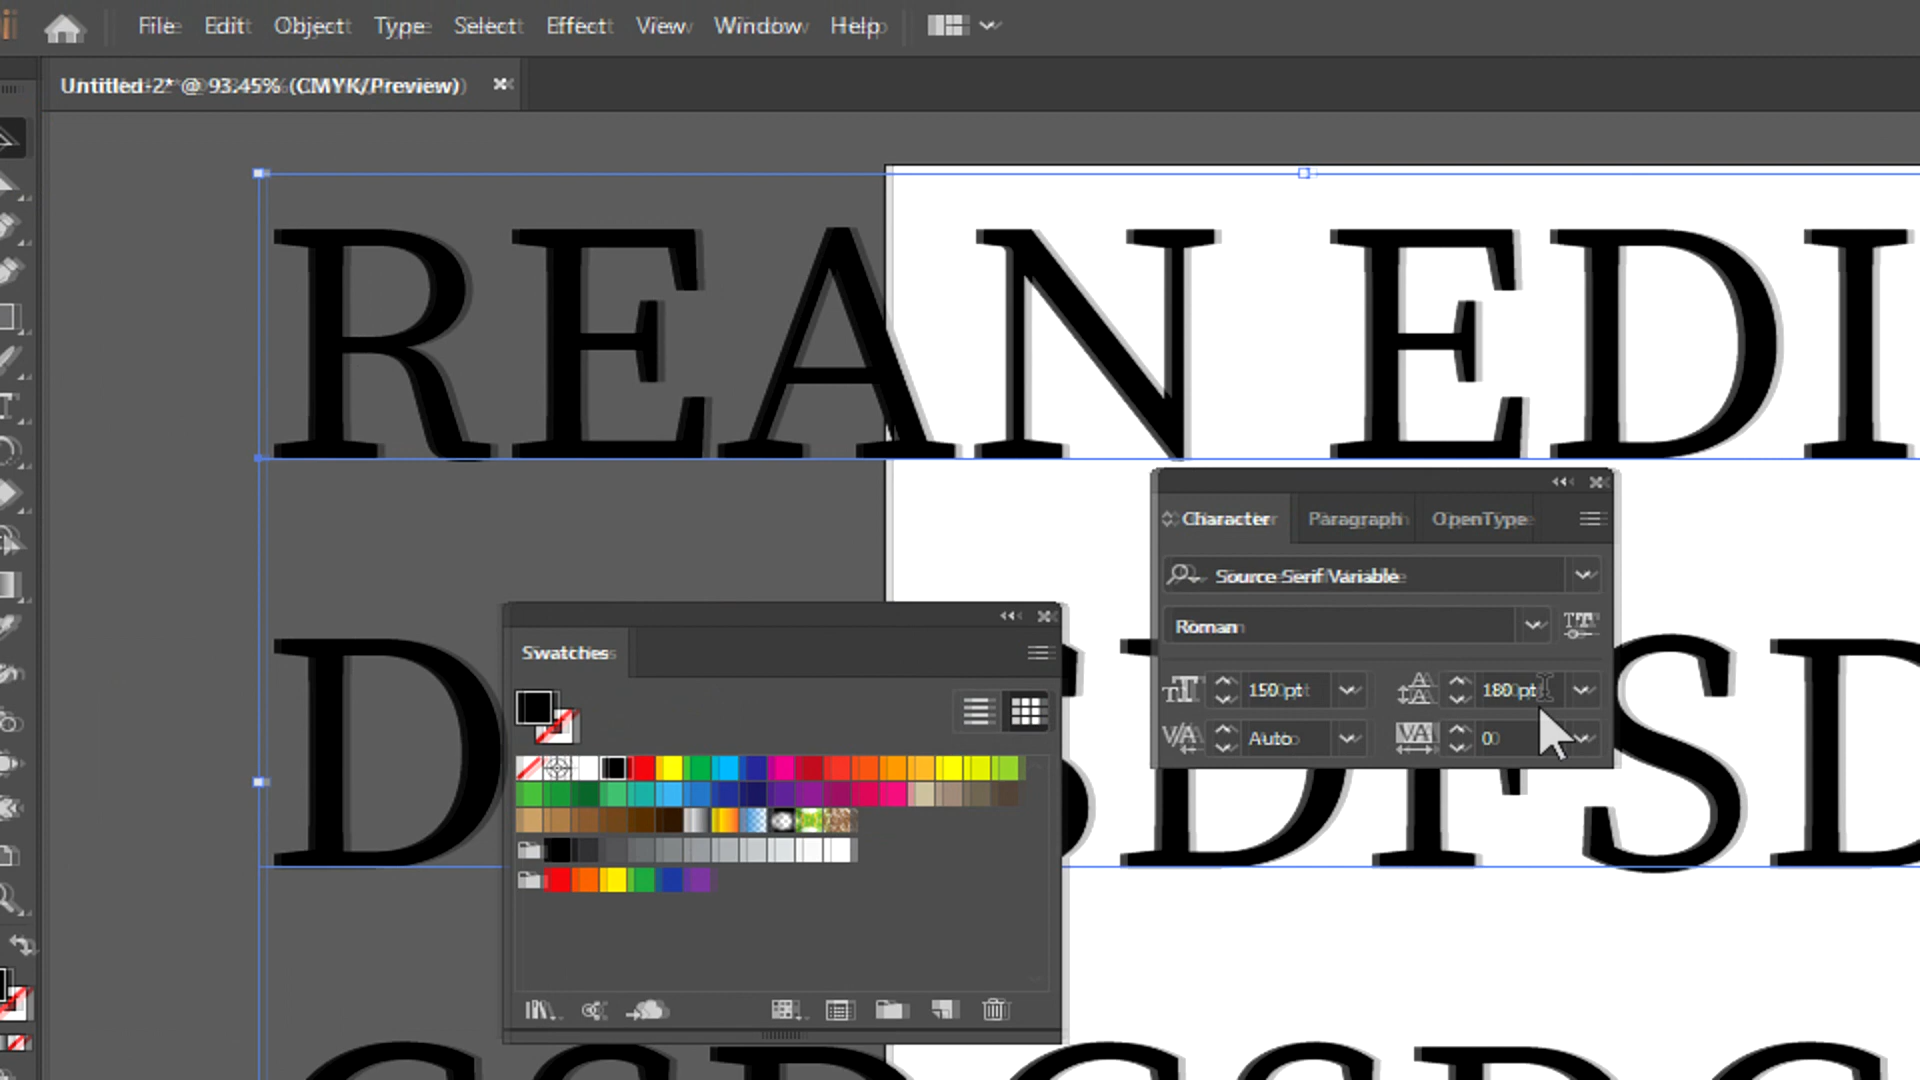 File Edit Object Type Select Effect View Window Help
Untitled-2* @ 93.45% (CMYK/Preview)
REAN EDI
Character Paragraph OpenType
Source Serif Variable
Roman
Swatches
150 pt 180 pt
Auto 0